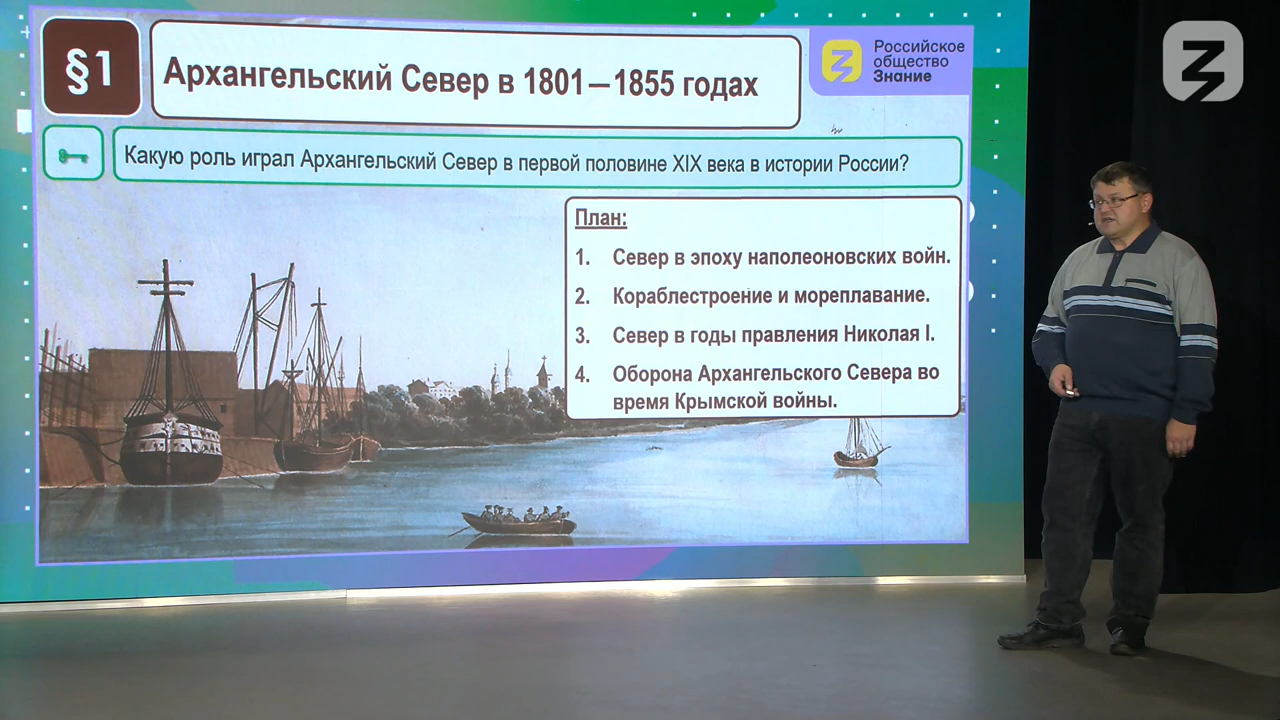 §1
Архангельский Север в 1801—1855 годах
Российское
общество
Знание
Какую роль играл Архангельский Север в первой половине XIX века в истории России?
План:
1. Север в эпоху наполеоновских войн.
2. Кораблестроение и мореплавание.
3. Север в годы правления Николая I.
4. Оборона Архангельского Севера во
время Крымской войны.